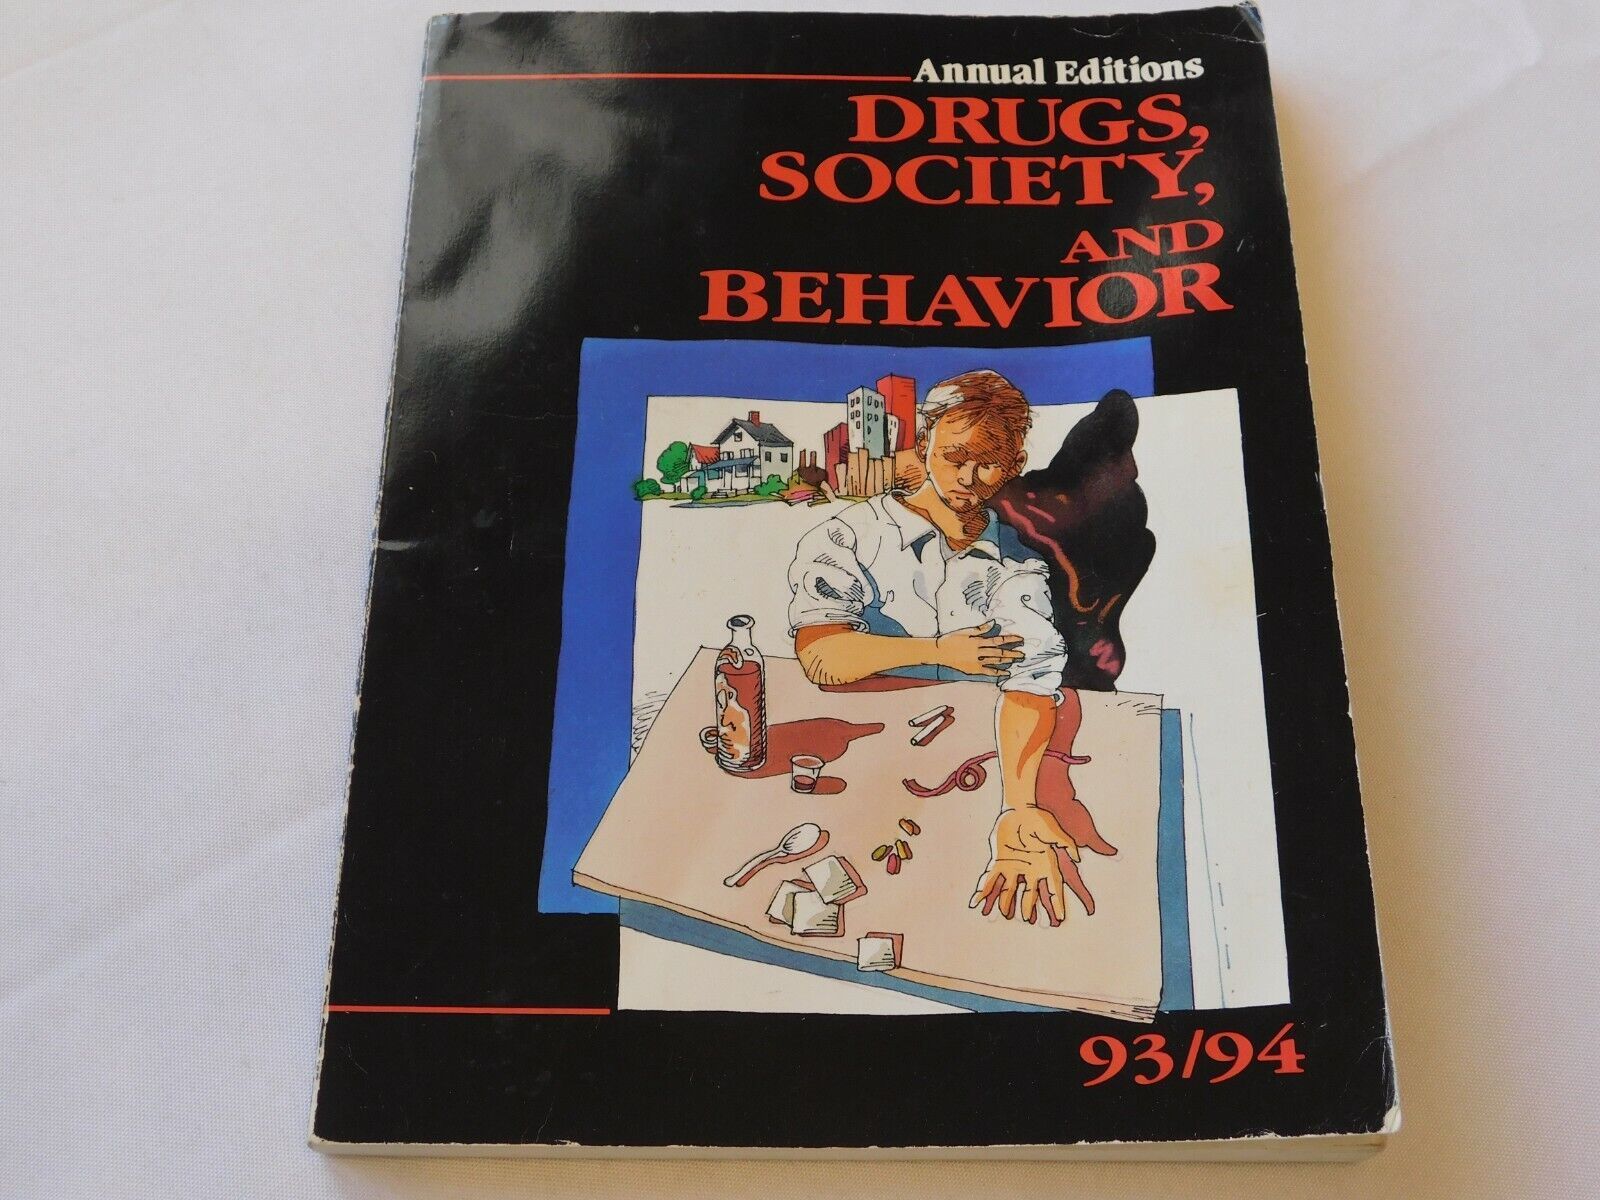 Annual Editions
DRUGS,
SOCIETY,
AND
BEHAVIOR
93/94